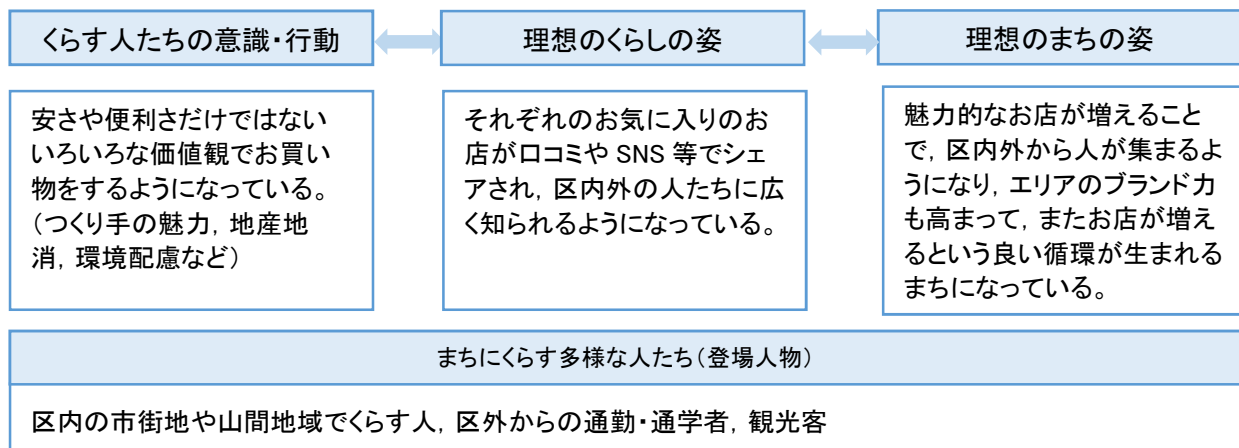 くらす人たちの意識・行動
理想のくらしの姿
理想のまちの姿
安さや便利さだけではない
いろいろな価値観でお買い
物をするようになっている。
（つくり手の魅力，地産地
消，環境配慮など）
それぞれのお気に入りのお
店が口コミや SNS 等でシェ
アされ，区内外の人たちに広
く知られるようになっている。
魅力的なお店が増えること
で，区内外から人が集まるよ
うになり，エリアのブランド力
も高まって，またお店が増え
るという良い循環が生まれる
まちになっている。
まちにくらす多様な人たち（登場人物）
区内の市街地や山間地域でくらす人，区外からの通勤・通学者，観光客